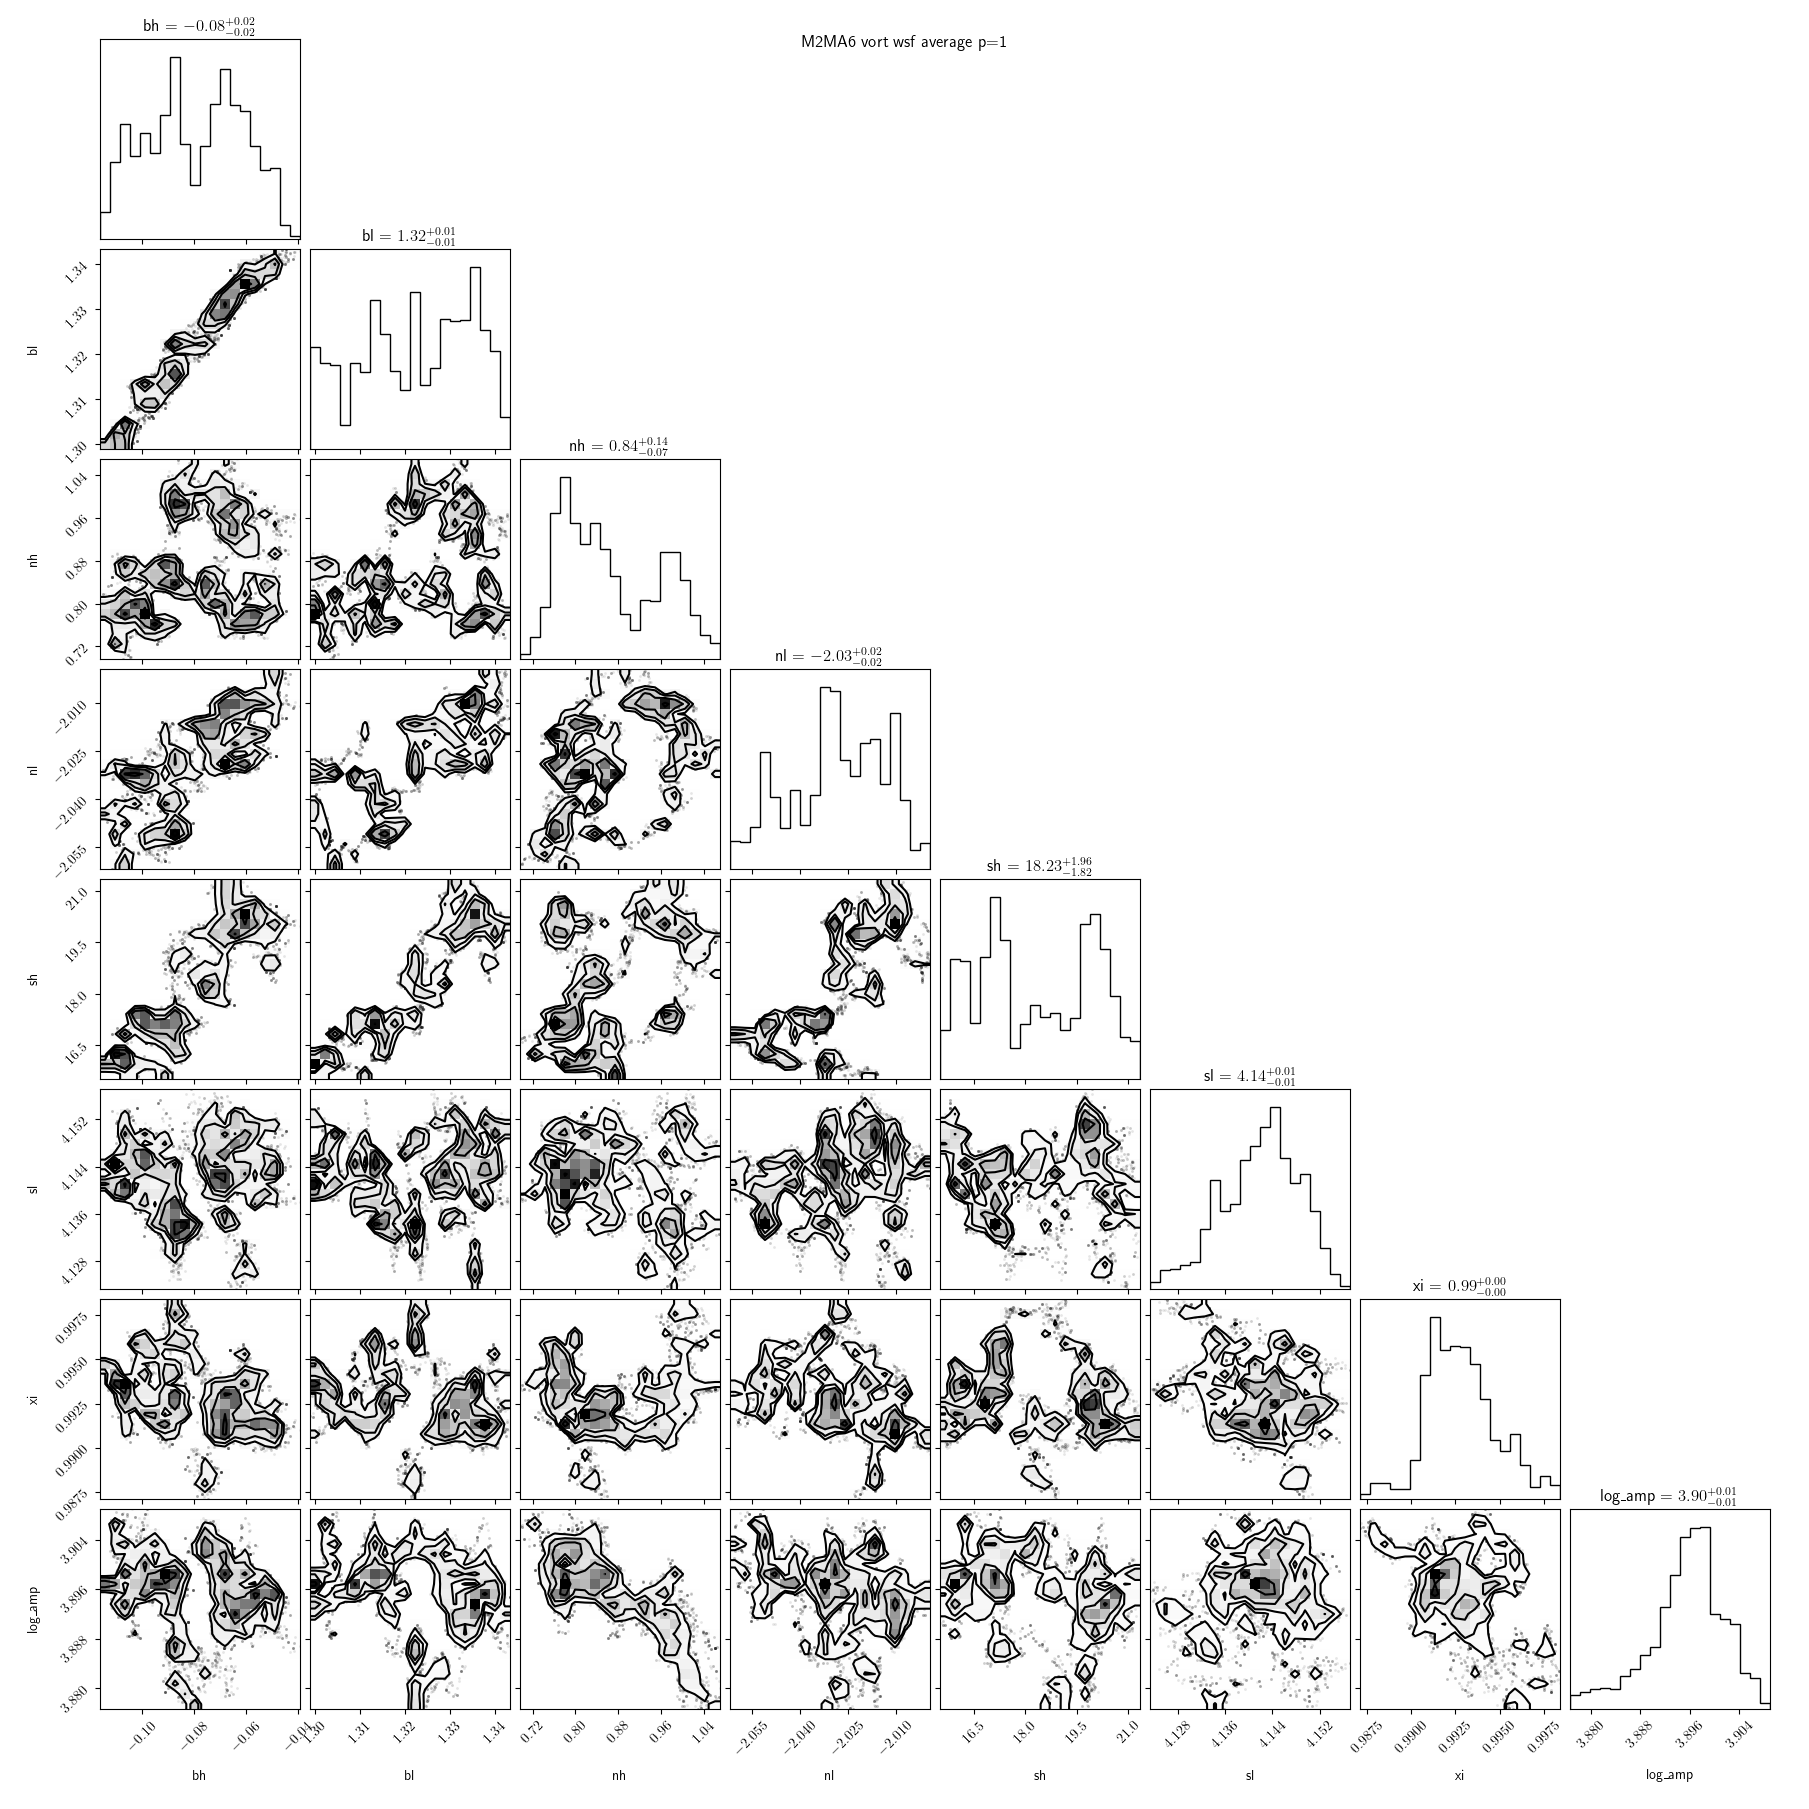 M2MA6 vort wsf average p=1
bh = −0.08+0.02 −0.02
bl = 1.32+0.01 −0.01
1.34
1.33
1.32
1.31
1.30
bl
nh = 0.84+0.14 −0.07
1.04
0.96
0.88
0.80
0.72
nh
nl = −2.03+0.02 −0.02
−2.010
−2.025
−2.040
−2.055
nl
sh = 18.23+1.96 −1.82
21.0
19.5
18.0
16.5
sh
sl = 4.14+0.01 −0.01
4.152
4.144
4.136
4.128
sl
xi = 0.99+0.00 −0.00
0.9975
0.9950
0.9925
0.9900
0.9875
xi
log_amp = 3.90+0.01 −0.01
3.904
3.896
3.888
3.880
log_amp
−0.10 −0.08 −0.06 −0.04 1.30 1.31 1.32 1.33 1.34 0.72 0.80 0.88 0.96 1.04 −2.055 −2.040 −2.025 −2.010 16.5 18.0 19.5 21.0 4.128 4.136 4.144 4.152 0.9875 0.9900 0.9925 0.9950 0.9975 3.880 3.888 3.896 3.904
bh bl nh nl sh sl xi log_amp